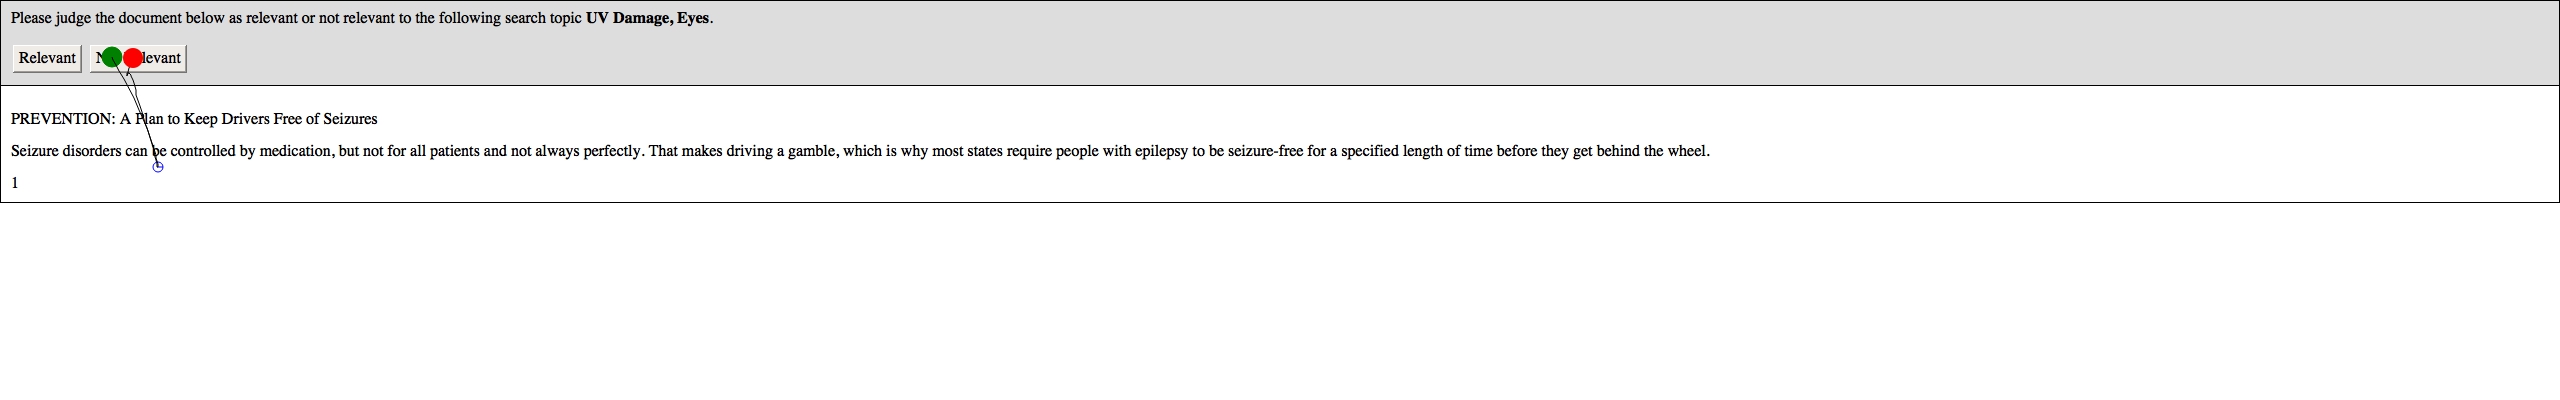 Please judge the document below as relevant or not relevant to the following search topic UV Damage, Eyes.
Relevant
PREVENTION: A Plan to Keep Drivers Free of Seizures
Seizure disorders can be controlled by medication, but not for all patients and not always perfectly. That makes driving a gamble, which is why most states require people with epilepsy to be seizure-free for a specified length of time before they get behind the wheel.
1